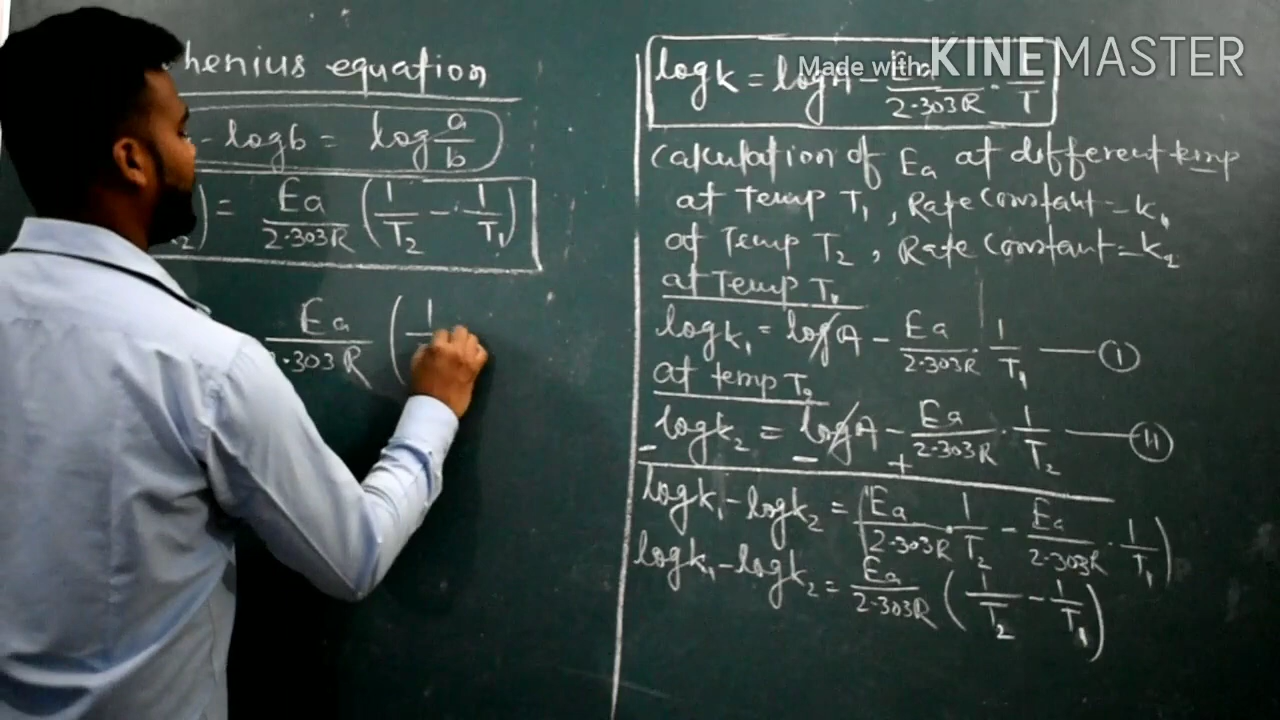 henius equation
- log b = log a/b
2) = Ea/2.303R (1/T2 - 1/T1)
Ea/2.303R (1
Made with KINEMASTER
log k = log A - Ea/2.303R . 1/T
Calculation of Ea at different temp
at Temp T1, Rate Constant = k1
at Temp T2, Rate Constant = k2
at Temp T1
log k1 = log A - Ea/2.303R . 1/T1 — I
at temp T2
- log k2 = - log A - + Ea/2.303R . 1/T2 — II
log k1 - log k2 = (Ea/2.303R . 1/T2 - Ea/2.303R . 1/T1)
log k1 - log k2 = Ea/2.303R (1/T2 - 1/T1)